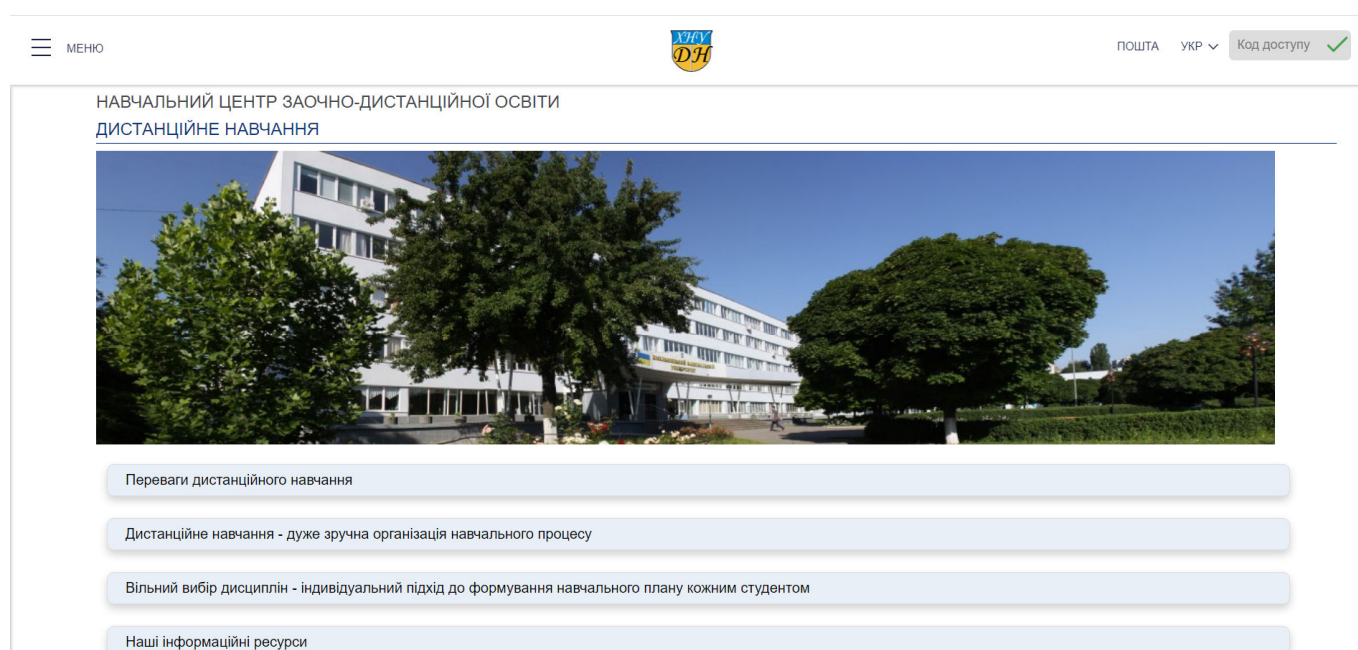 МЕНЮ
ХНУ
ДН
ПОШТА УКР Код доступу
НАВЧАЛЬНИЙ ЦЕНТР ЗАОЧНО-ДИСТАНЦІЙНОЇ ОСВІТИ
ДИСТАНЦІЙНЕ НАВЧАННЯ
Переваги дистанційного навчання
Дистанційне навчання - дуже зручна організація навчального процесу
Вільний вибір дисциплін - індивідуальний підхід до формування навчального плану кожним студентом
Наші інформаційні ресурси